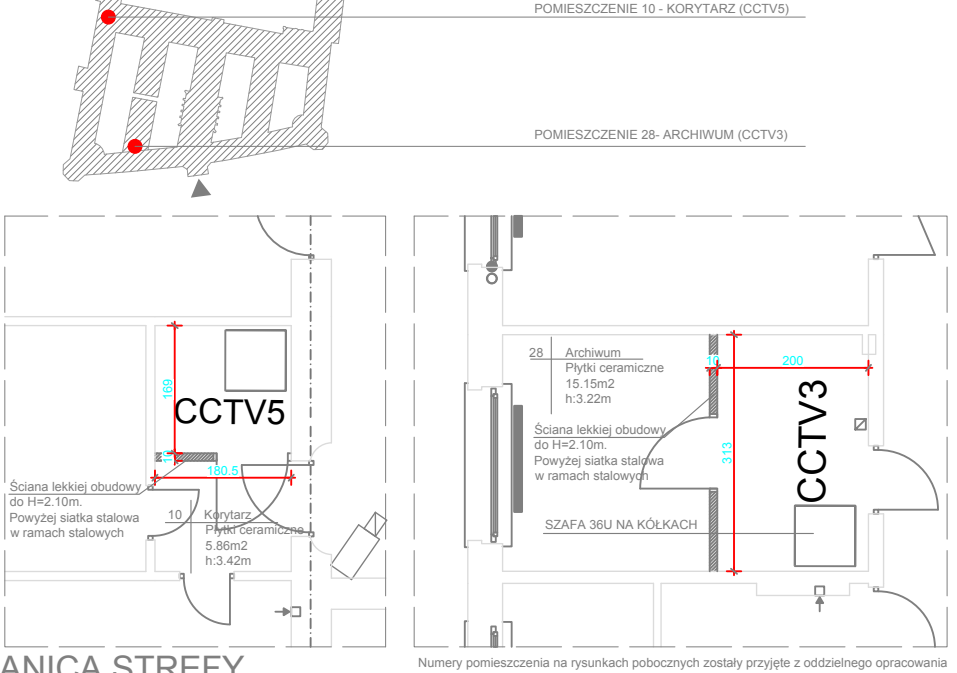 POMIESZCZENIE 10 - KORYTARZ (CCTV5)
POMIESZCZENIE 28- ARCHIWUM (CCTV3)
169
CCTV5
10
180.5
Ściana lekkiej obudowy
do H=2.10m.
Powyżej siatka stalowa
w ramach stalowych
10 Korytarz
Płytki ceramiczne
5.86m2
h:3.42m
28 Archiwum
Płytki ceramiczne
15.15m2
h:3.22m
10
200
Ściana lekkiej obudowy
do H=2.10m.
Powyżej siatka stalowa
w ramach stalowych
313
CCTV3
SZAFA 36U NA KÓŁKACH
ANICA STREFY
Numery pomieszczenia na rysunkach pobocznych zostały przyjęte z oddzielnego opracowania